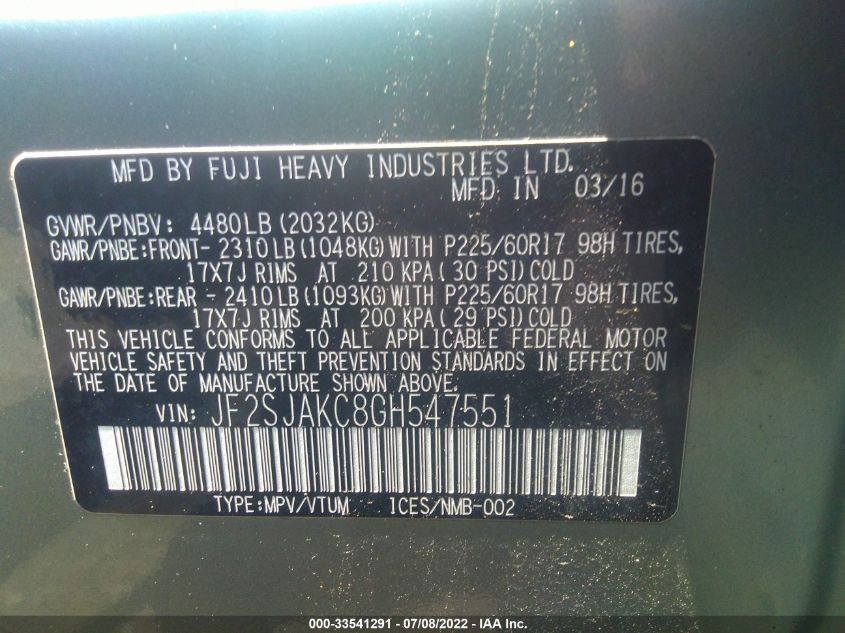 MFD BY FUJI HEAVY INDUSTRIES LTD.
MFD IN 03/16
GVWR/PNBV: 4480LB (2032KG)
GAWR/PNBE:FRONT- 2310LB (1048KG) WITH P225/60R17 98H TIRES,
17X7J RIMS AT 210 KPA (30 PSI) COLD
GAWR/PNBE:REAR - 2410LB (1093KG) WITH P225/60R17 98H TIRES,
17X7J RIMS AT 200 KPA (29 PSI) COLD
THIS VEHICLE CONFORMS TO ALL APPLICABLE FEDERAL MOTOR
VEHICLE SAFETY AND THEFT PREVENTION STANDARDS IN EFFECT ON
THE DATE OF MANUFACTURE SHOWN ABOVE.
VIN: JF2SJAKC8GH547551
TYPE:MPV/VTUM ICES/NMB-002
000-33541291 - 07/08/2022 - IAA Inc.